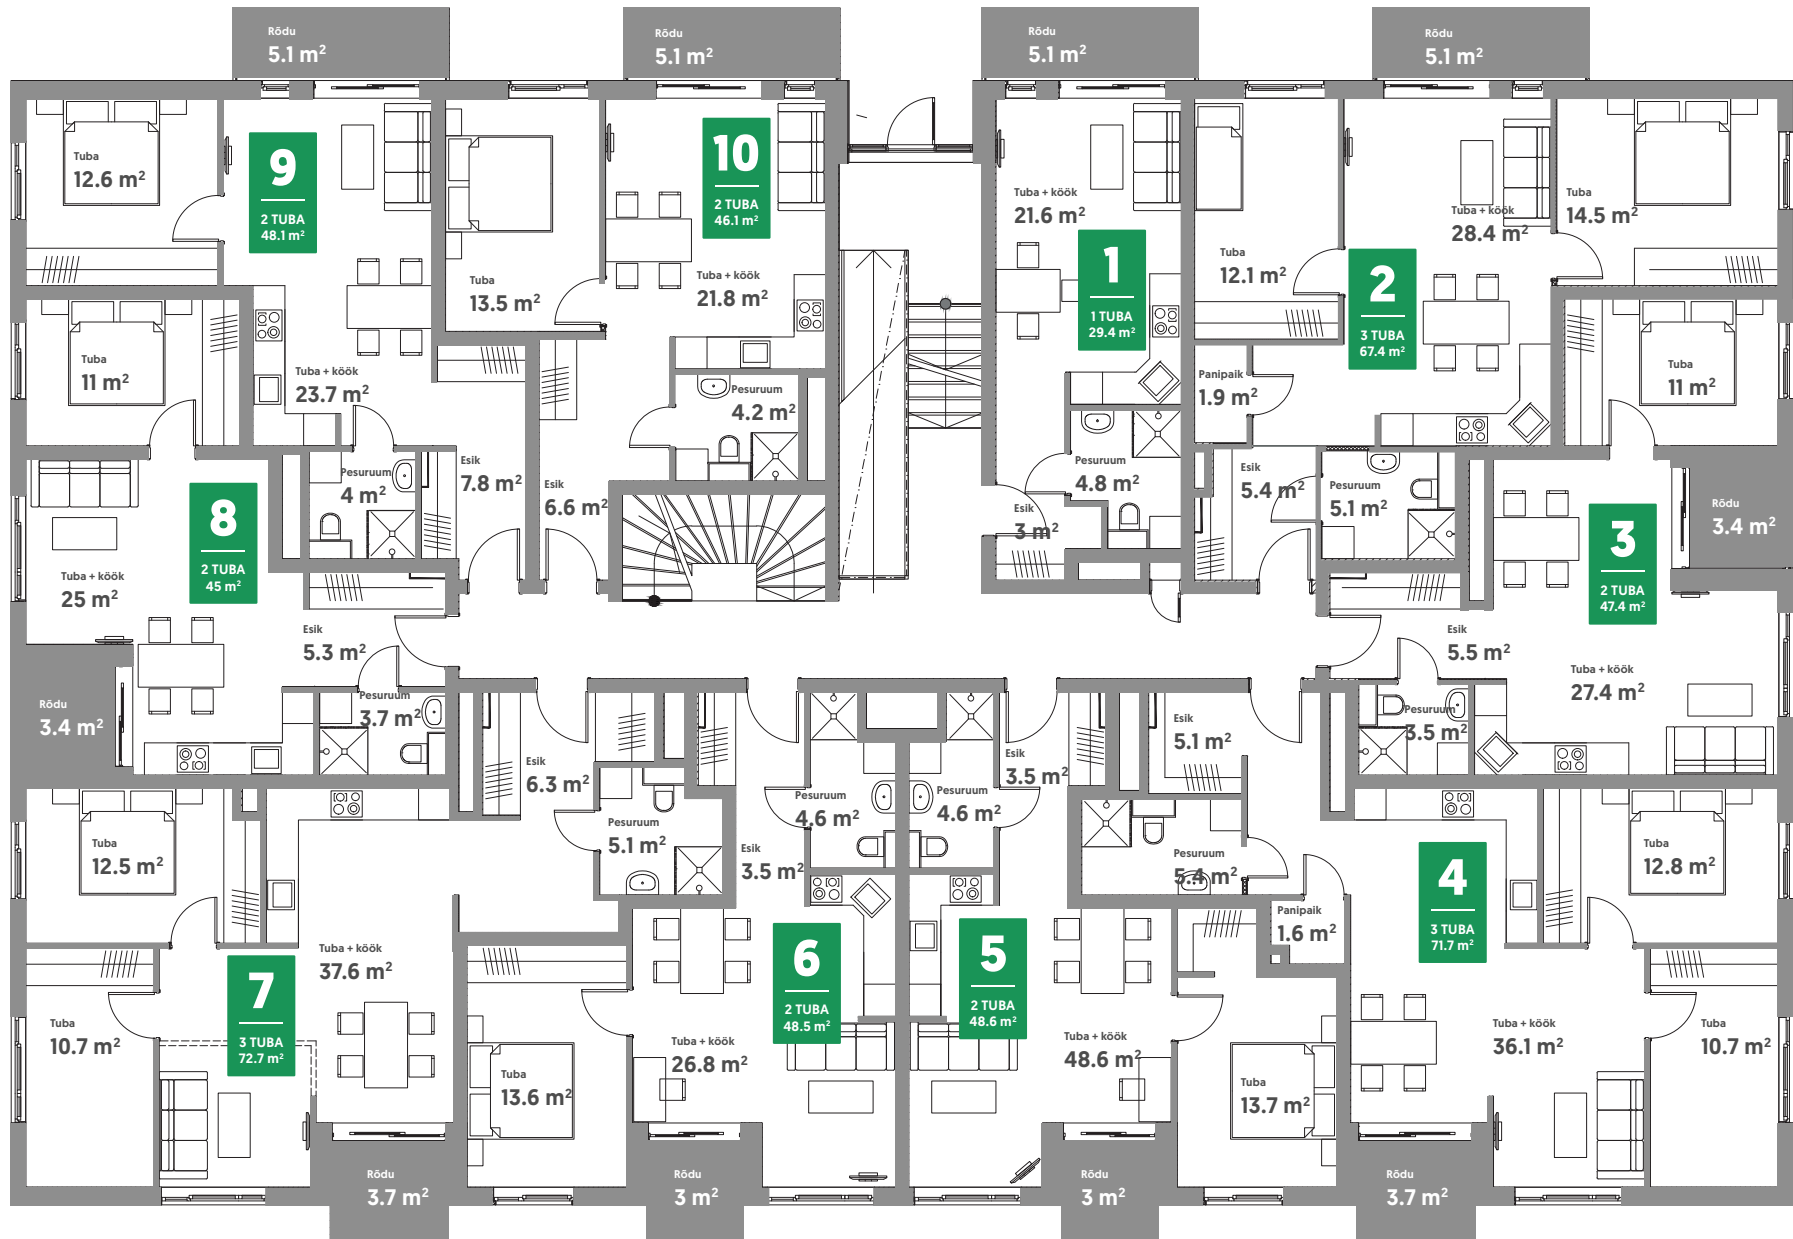 Rõdu
5.1 m²
Rõdu
5.1 m²
Rõdu
5.1 m²
Rõdu
5.1 m²
9
2 TUBA
48.1 m²
Tuba
12.6 m²
Tuba + köök
23.7 m²
Pesuruum
4 m²
Esik
7.8 m²
10
2 TUBA
46.1 m²
Tuba
13.5 m²
Tuba + köök
21.8 m²
Pesuruum
4.2 m²
Esik
6.6 m²
1
1 TUBA
29.4 m²
Tuba + köök
21.6 m²
Pesuruum
4.8 m²
Esik
3 m²
2
3 TUBA
67.4 m²
Tuba
12.1 m²
Tuba + köök
28.4 m²
Tuba
14.5 m²
Panipaik
1.9 m²
Esik
5.4 m²
Pesuruum
5.1 m²
Tuba
11 m²
8
2 TUBA
45 m²
Tuba
11 m²
Tuba + köök
25 m²
Esik
5.3 m²
Pesuruum
3.7 m²
Rõdu
3.4 m²
3
2 TUBA
47.4 m²
Tuba + köök
27.4 m²
Esik
5.5 m²
Pesuruum
3.5 m²
Rõdu
3.4 m²
7
3 TUBA
72.7 m²
Tuba
12.5 m²
Tuba
10.7 m²
Tuba + köök
37.6 m²
Esik
6.3 m²
Pesuruum
5.1 m²
Rõdu
3.7 m²
6
2 TUBA
48.5 m²
Tuba
13.6 m²
Tuba + köök
26.8 m²
Esik
3.5 m²
Pesuruum
4.6 m²
Rõdu
3 m²
5
2 TUBA
48.6 m²
Pesuruum
4.6 m²
Esik
3.5 m²
Tuba + köök
48.6 m²
Tuba
13.7 m²
Rõdu
3 m²
4
3 TUBA
71.7 m²
Esik
5.1 m²
Pesuruum
5.4 m²
Panipaik
1.6 m²
Tuba
12.8 m²
Tuba + köök
36.1 m²
Tuba
10.7 m²
Rõdu
3.7 m²